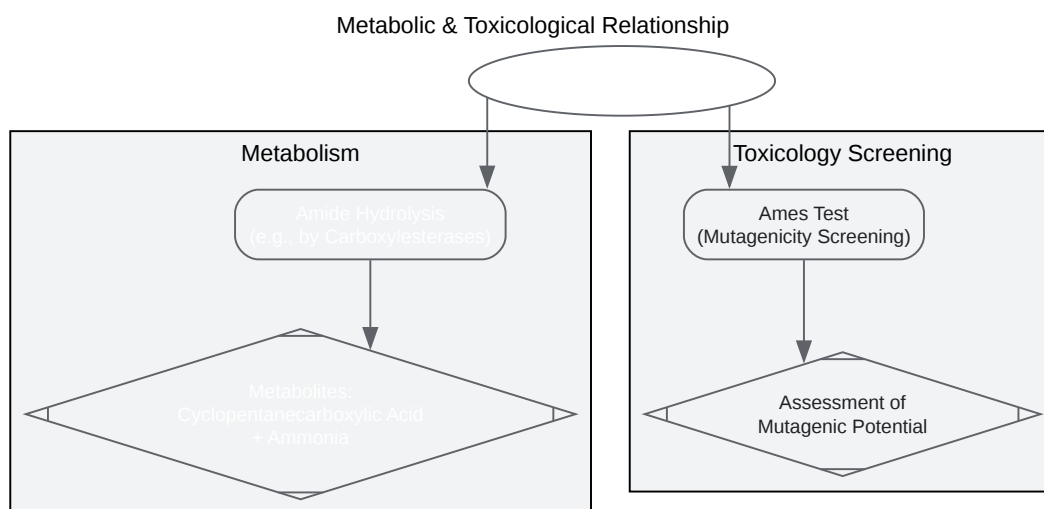 Metabolic & Toxicological Relationship
Metabolism
Toxicology Screening
Amide Hydrolysis
(e.g., by Carboxylesterases)
Ames Test
(Mutagenicity Screening)
Metabolites:
Cyclopentanecarboxylic Acid
+ Ammonia
Assessment of
Mutagenic Potential